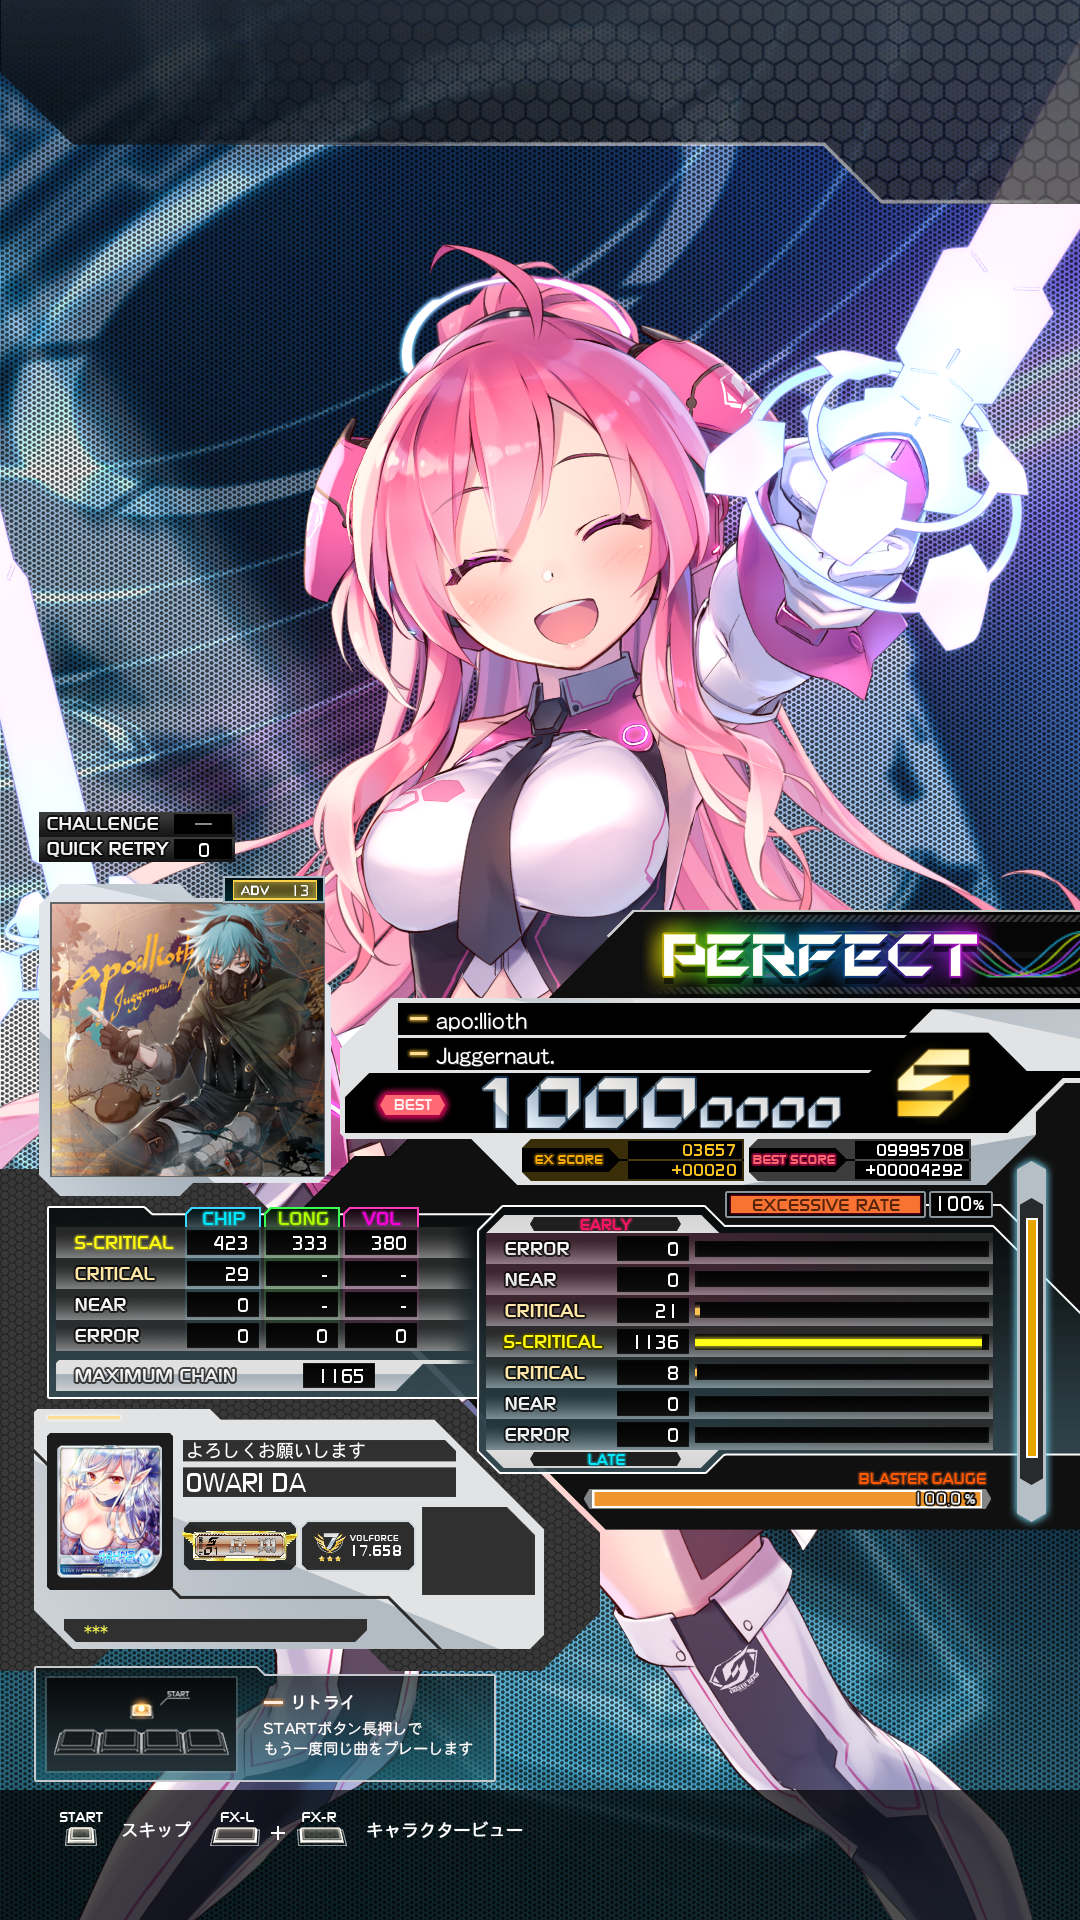 CHALLENGE —
QUICK RETRY 0
ADV 13
apo:llioth
Juggernaut
PERFECT
apo:llioth
Juggernaut.
BEST 10000000 S
EX SCORE 03657
+00020
BEST SCORE 09995708
+00004292
EXCESSIVE RATE 100%
CHIP LONG VOL
S-CRITICAL 423 333 380
CRITICAL 29 - -
NEAR 0 - -
ERROR 0 0 0
MAXIMUM CHAIN 1165
EARLY
ERROR 0
NEAR 0
CRITICAL 21
S-CRITICAL 1136
CRITICAL 8
NEAR 0
ERROR 0
LATE
BLASTER GAUGE
100.0%
よろしくお願いします
OWARI DA
VOLFORCE
17.658
***
START
リトライ
STARTボタン長押しで
もう一度同じ曲をプレーします
START スキップ FX-L + FX-R キャラクタービュー